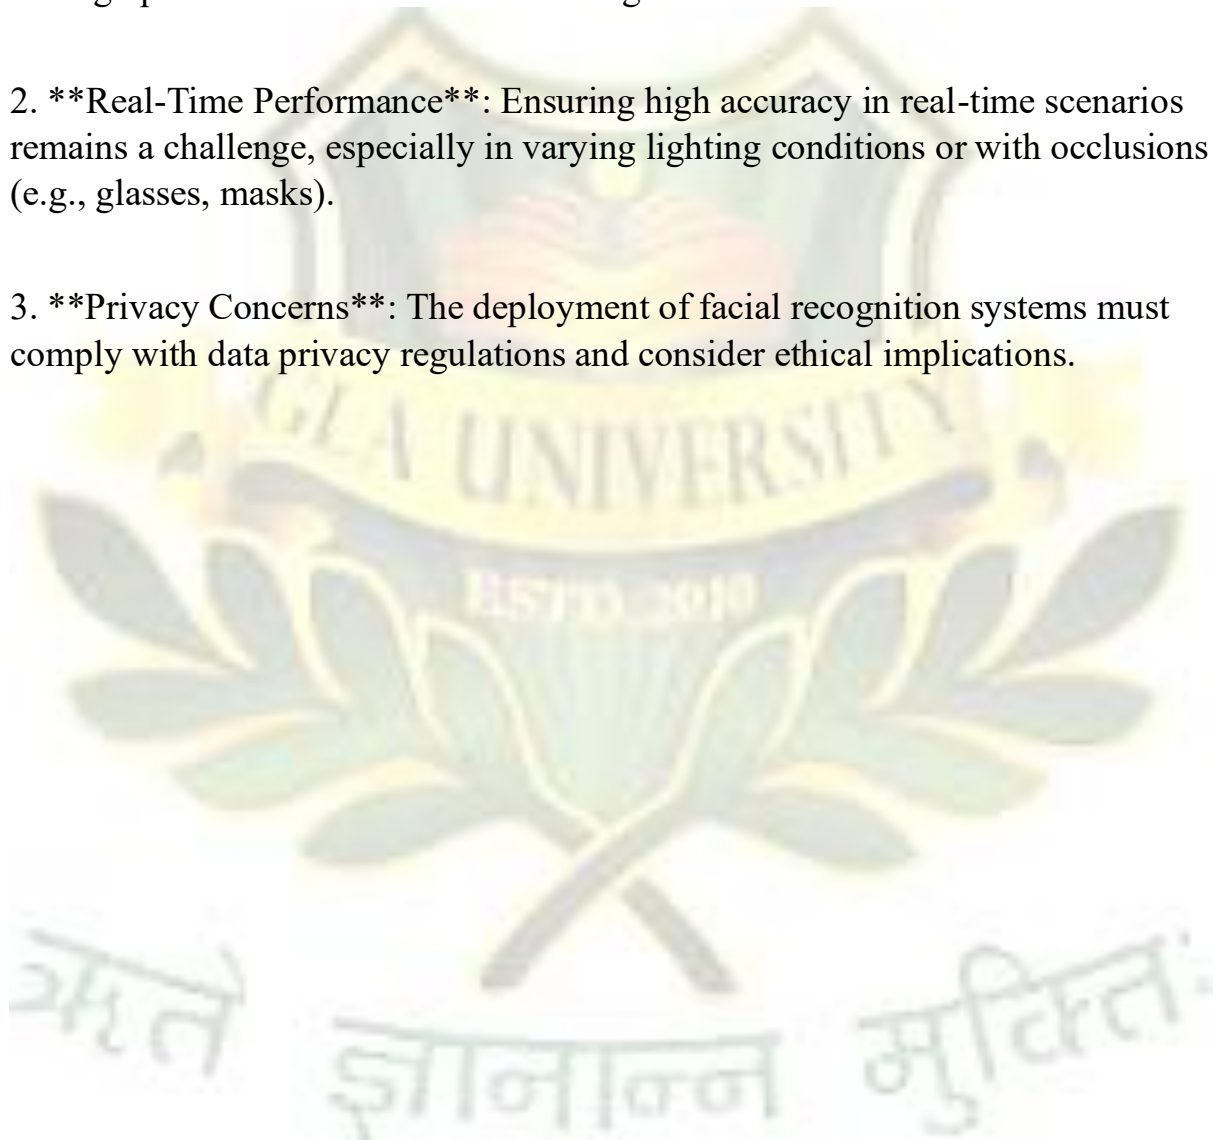 2. **Real-Time Performance**: Ensuring high accuracy in real-time scenarios
remains a challenge, especially in varying lighting conditions or with occlusions
(e.g., glasses, masks).
3. **Privacy Concerns**: The deployment of facial recognition systems must
comply with data privacy regulations and consider ethical implications.
GLA UNIVERSITY
ESTD. 2010
ऋते ज्ञानान्न मुक्तिः